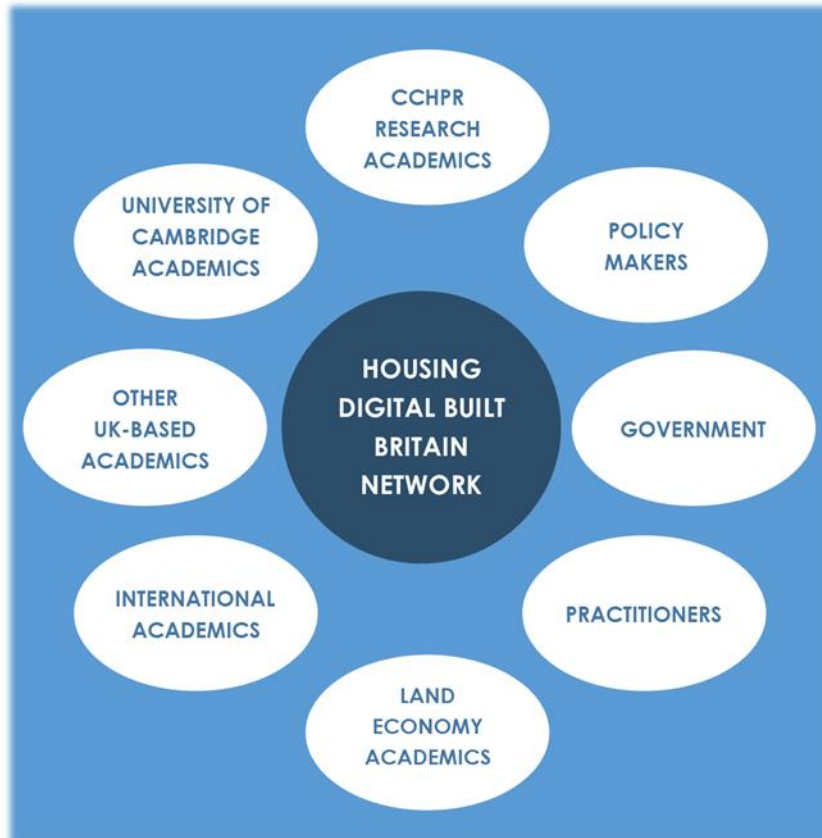 CCHPR
RESEARCH
ACADEMICS
UNIVERSITY OF
CAMBRIDGE
ACADEMICS
POLICY
MAKERS
OTHER
UK-BASED
ACADEMICS
HOUSING
DIGITAL BUILT
BRITAIN
NETWORK
GOVERNMENT
INTERNATIONAL
ACADEMICS
PRACTITIONERS
LAND
ECONOMY
ACADEMICS